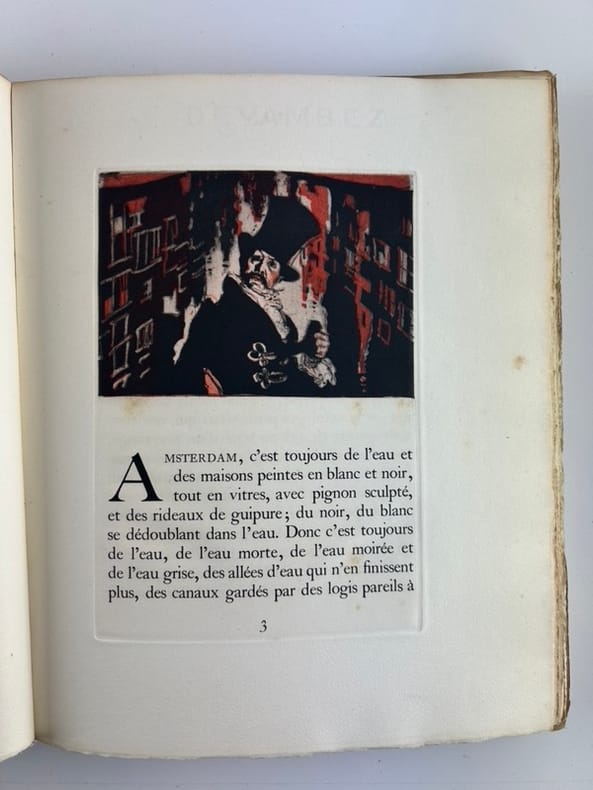 AMSTERDAM, c'est toujours de l'eau et
des maisons peintes en blanc et noir,
tout en vitres, avec pignon sculpté,
et des rideaux de guipure; du noir, du blanc
se dédoublant dans l'eau. Donc c'est toujours
de l'eau, de l'eau morte, de l'eau moirée et
de l'eau grise, des allées d'eau qui n'en finissent
plus, des canaux gardés par des logis pareils à
3